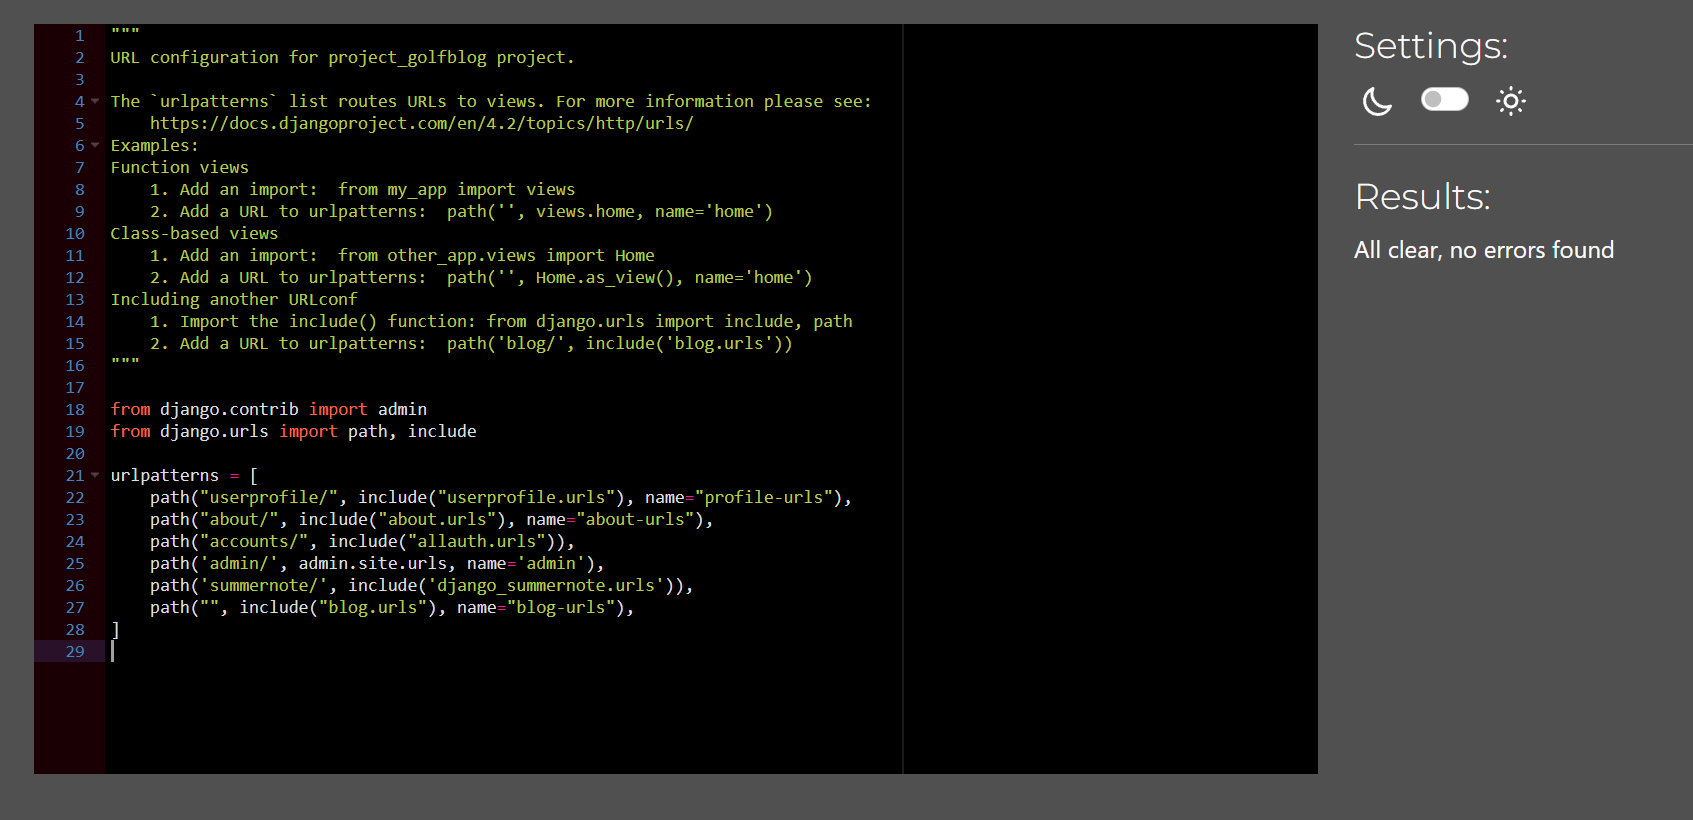 1 """
2 URL configuration for project_golfblog project.
3
4 The `urlpatterns` list routes URLs to views. For more information please see:
5     https://docs.djangoproject.com/en/4.2/topics/http/urls/
6 Examples:
7 Function views
8     1. Add an import:  from my_app import views
9     2. Add a URL to urlpatterns:  path('', views.home, name='home')
10 Class-based views
11     1. Add an import:  from other_app.views import Home
12     2. Add a URL to urlpatterns:  path('', Home.as_view(), name='home')
13 Including another URLconf
14     1. Import the include() function: from django.urls import include, path
15     2. Add a URL to urlpatterns:  path('blog/', include('blog.urls'))
16 """
17
18 from django.contrib import admin
19 from django.urls import path, include
20
21 urlpatterns = [
22     path("userprofile/", include("userprofile.urls"), name="profile-urls"),
23     path("about/", include("about.urls"), name="about-urls"),
24     path("accounts/", include("allauth.urls")),
25     path('admin/', admin.site.urls, name='admin'),
26     path('summernote/', include('django_summernote.urls')),
27     path("", include("blog.urls"), name="blog-urls"),
28 ]
29
Settings:
Results:
All clear, no errors found